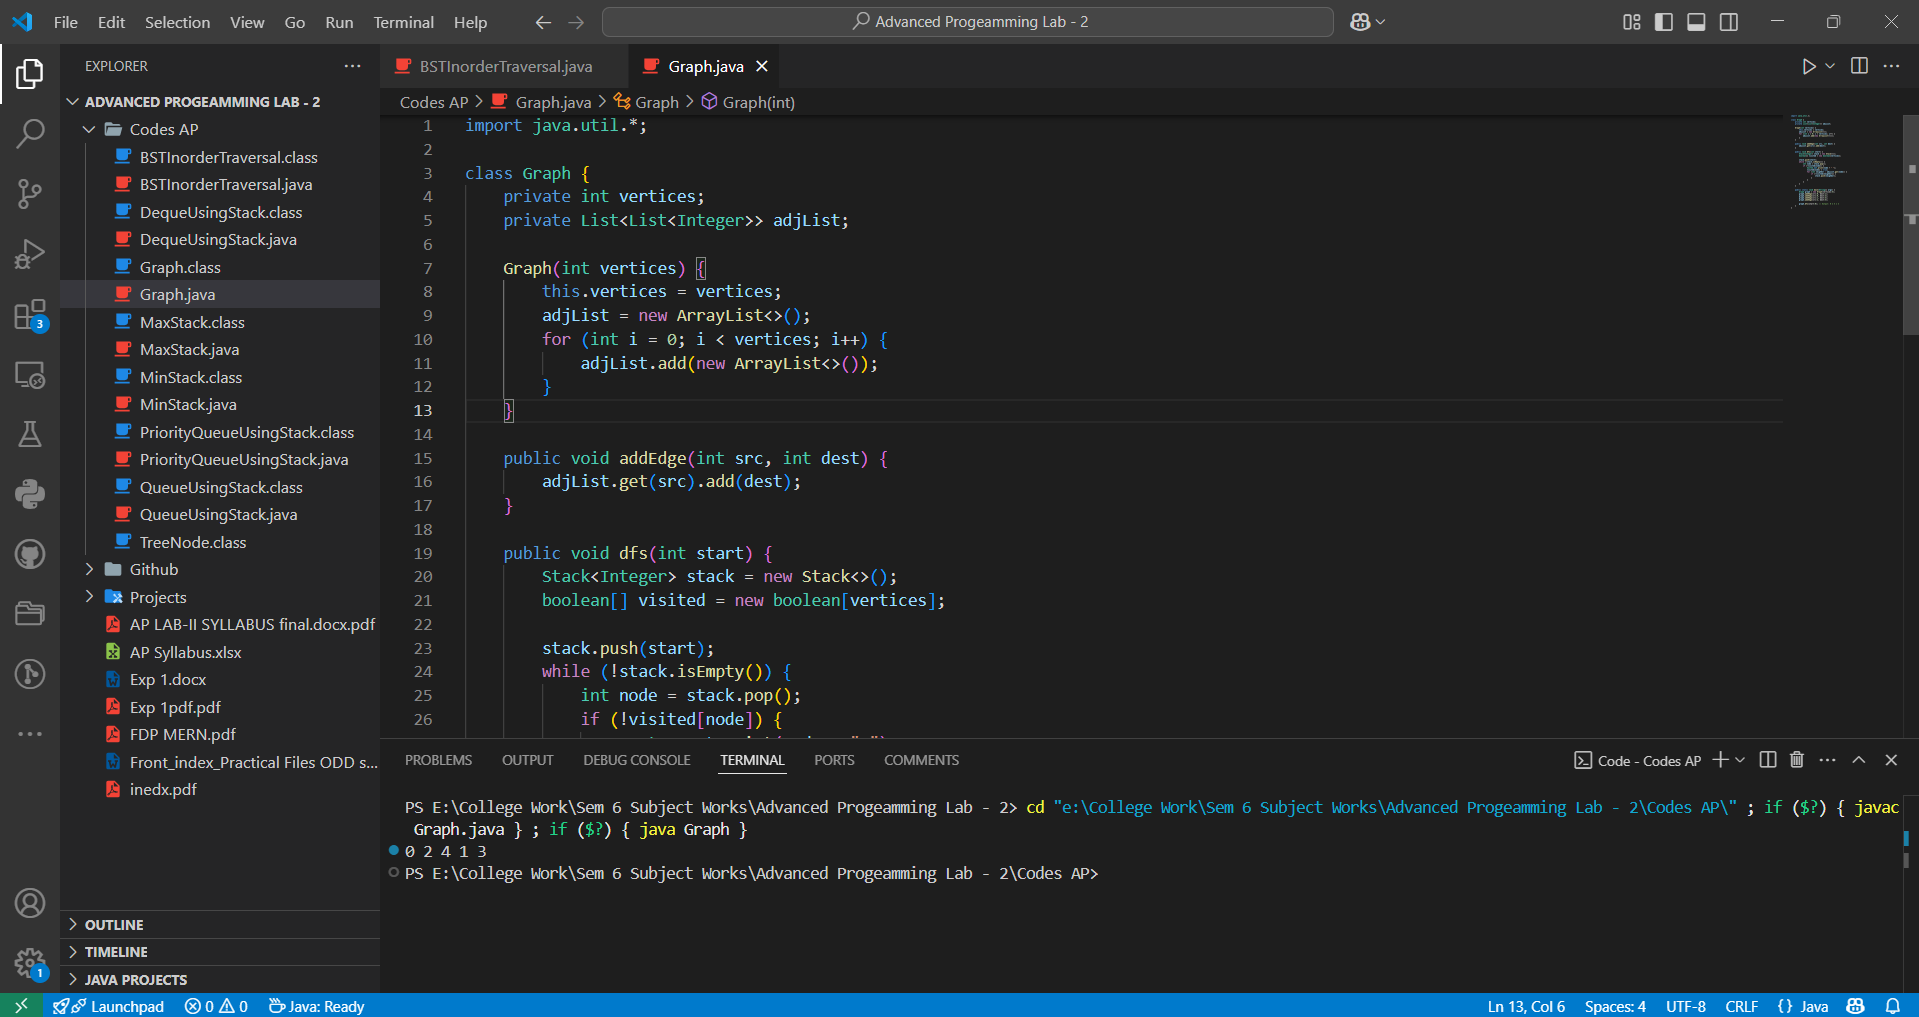 File Edit Selection View Go Run Terminal Help
Advanced Progeamming Lab - 2
EXPLORER
ADVANCED PROGEAMMING LAB - 2
Codes AP
BSTInorderTraversal.class
BSTInorderTraversal.java
DequeUsingStack.class
DequeUsingStack.java
Graph.class
Graph.java
MaxStack.class
MaxStack.java
MinStack.class
MinStack.java
PriorityQueueUsingStack.class
PriorityQueueUsingStack.java
QueueUsingStack.class
QueueUsingStack.java
TreeNode.class
Github
Projects
AP LAB-II SYLLABUS final.docx.pdf
AP Syllabus.xlsx
Exp 1.docx
Exp 1pdf.pdf
FDP MERN.pdf
Front_index_Practical Files ODD s...
inedx.pdf
OUTLINE
TIMELINE
JAVA PROJECTS
3
1
BSTInorderTraversal.java Graph.java
Codes AP > Graph.java > Graph > Graph(int)
1 import java.util.*;
2
3 class Graph {
4 private int vertices;
5 private List<List<Integer>> adjList;
6
7 Graph(int vertices) {
8 this.vertices = vertices;
9 adjList = new ArrayList<>();
10 for (int i = 0; i < vertices; i++) {
11 adjList.add(new ArrayList<>());
12 }
13 }
14
15 public void addEdge(int src, int dest) {
16 adjList.get(src).add(dest);
17 }
18
19 public void dfs(int start) {
20 Stack<Integer> stack = new Stack<>();
21 boolean[] visited = new boolean[vertices];
22
23 stack.push(start);
24 while (!stack.isEmpty()) {
25 int node = stack.pop();
26 if (!visited[node]) {
PROBLEMS OUTPUT DEBUG CONSOLE TERMINAL PORTS COMMENTS
Code - Codes AP
PS E:\College Work\Sem 6 Subject Works\Advanced Progeamming Lab - 2> cd "e:\College Work\Sem 6 Subject Works\Advanced Progeamming Lab - 2\Codes AP\" ; if ($?) { javac
Graph.java } ; if ($?) { java Graph }
0 2 4 1 3
PS E:\College Work\Sem 6 Subject Works\Advanced Progeamming Lab - 2\Codes AP>
Launchpad 0 0 Java: Ready
Ln 13, Col 6 Spaces: 4 UTF-8 CRLF {} Java